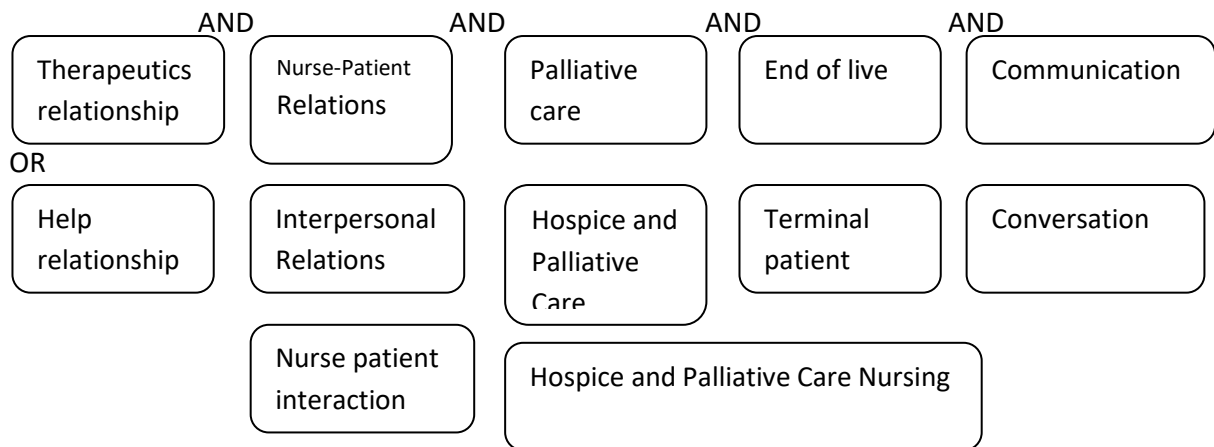 AND AND AND AND
Therapeutics
relationship
Nurse-Patient
Relations
Palliative
care
End of live
Communication
OR
Help
relationship
Interpersonal
Relations
Hospice and
Palliative
Care
Terminal
patient
Conversation
Nurse patient
interaction
Hospice and Palliative Care Nursing